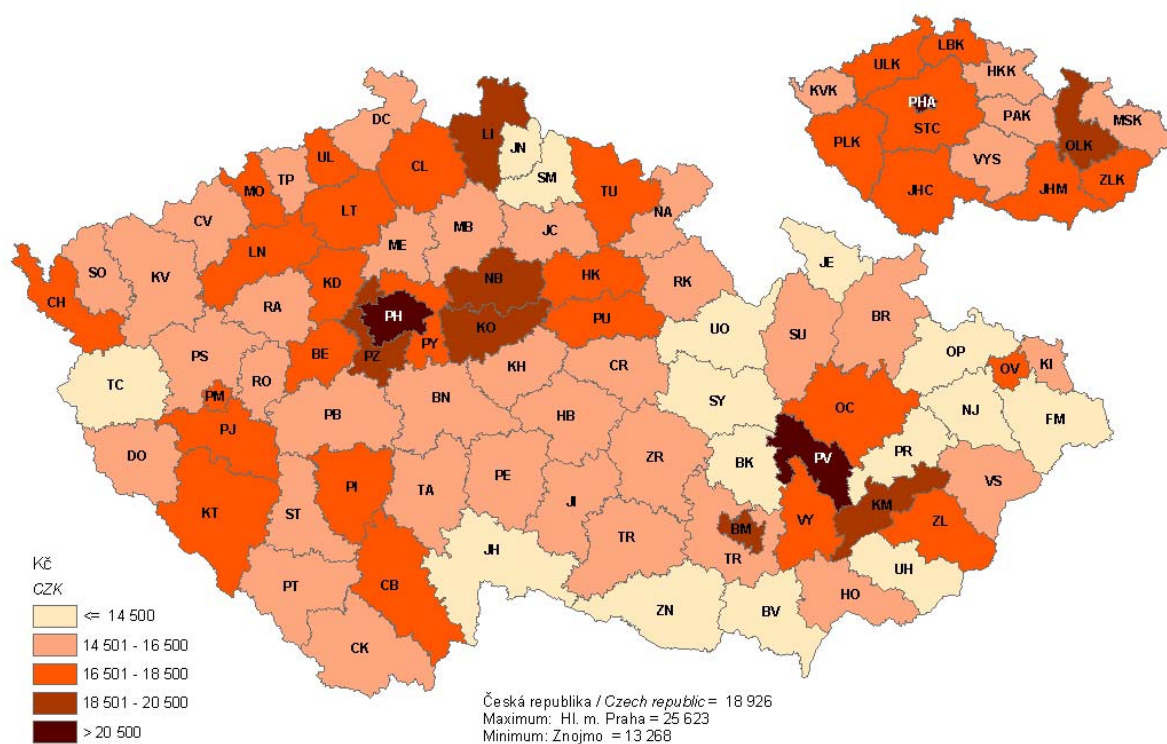 LBK
ULK
HKK
KVK
PHA
PAK
MSK
STC
OLK
PLK
VYS
ZLK
JHC
JHM
DC
LI
JN
UL
CL
SM
TP
MO
TU
CV
LT
NA
ME
MB
JC
LN
SO
KV
KD
NB
HK
RK
JE
CH
RA
PH
KO
PU
UO
SU
BR
PS
BE
PZ
PY
OP
TC
RO
KH
CR
OV
KI
PM
BN
SY
OC
NJ
FM
PB
HB
PJ
DO
PV
PR
ZR
BK
VS
PE
KT
ST
PI
TA
JI
KM
BM
VY
ZL
TR
TR
JH
UH
PT
CB
HO
ZN
BV
CK
Kč
CZK
<= 14 500
14 501 - 16 500
16 501 - 18 500
18 501 - 20 500
> 20 500
Česká republika / Czech republic = 18 926
Maximum: Hl. m. Praha = 25 623
Minimum: Znojmo = 13 268